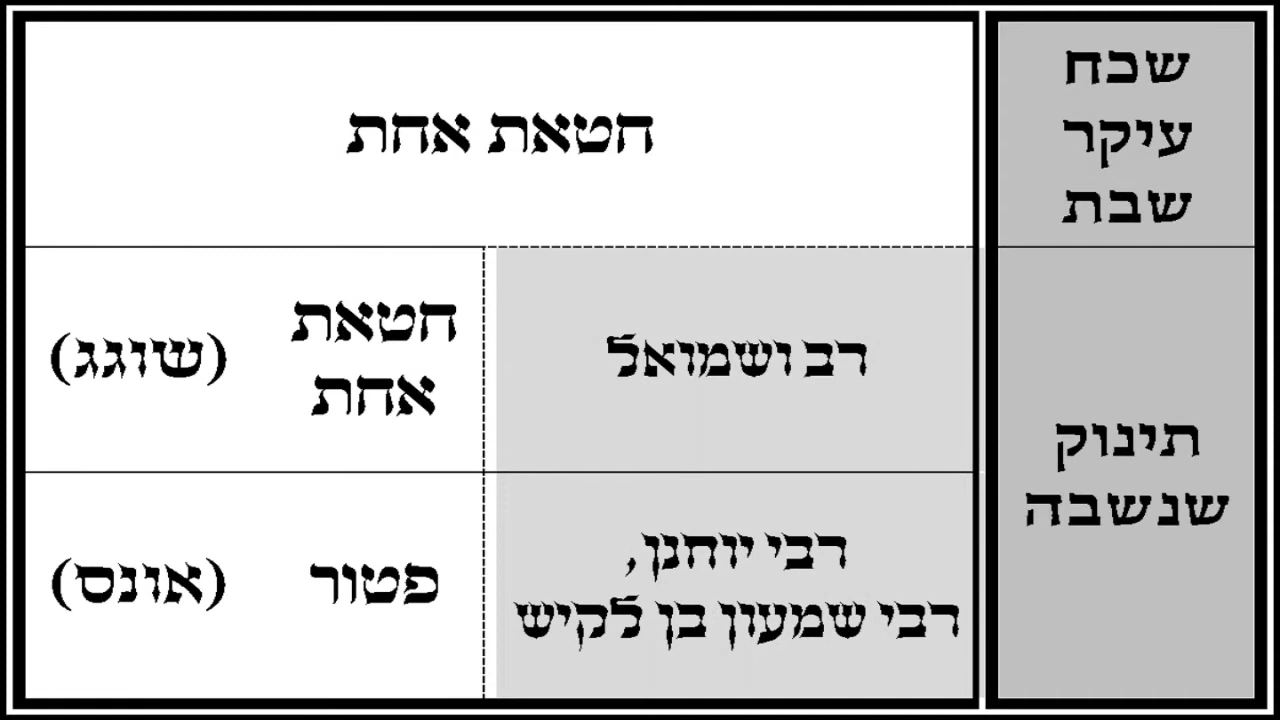 שכח
עיקר
שבת
חטאת אחת
תינוק
שנשבה
רב ושמואל
חטאת
אחת
(שוגג)
רבי יוחנן,
רבי שמעון בן לקיש
פטור
(אונס)